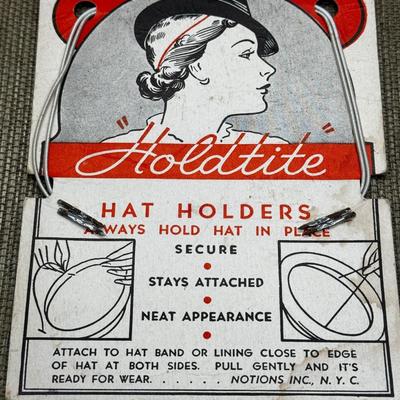 "Holdtite"
HAT HOLDERS
ALWAYS HOLD HAT IN PLACE
SECURE
•
STAYS ATTACHED
•
NEAT APPEARANCE
•
ATTACH TO HAT BAND OR LINING CLOSE TO EDGE
OF HAT AT BOTH SIDES. PULL GENTLY AND IT'S
READY FOR WEAR. . . . . . NOTIONS INC., N. Y. C.